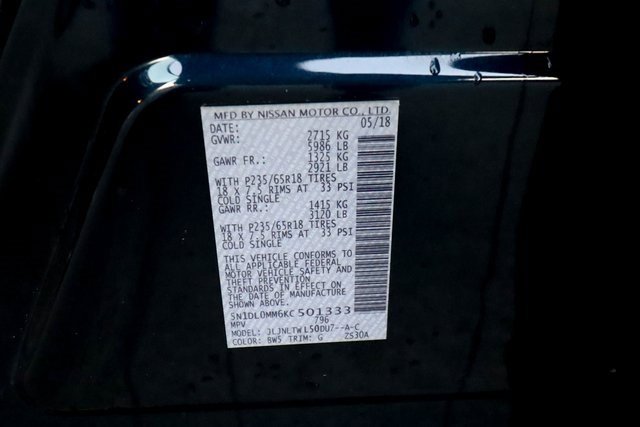 MFD BY NISSAN MOTOR CO., LTD.
DATE: 05/18
GVWR: 2715 KG
5986 LB
GAWR FR.: 1325 KG
2921 LB
WITH P235/65R18 TIRES
18 X 7.5 RIMS AT 33 PSI
COLD SINGLE
GAWR RR.: 1415 KG
3120 LB
WITH P235/65R18 TIRES
18 X 7.5 RIMS AT 33 PSI
COLD SINGLE
THIS VEHICLE CONFORMS TO
ALL APPLICABLE FEDERAL
MOTOR VEHICLE SAFETY AND
THEFT PREVENTION
STANDARDS IN EFFECT ON
THE DATE OF MANUFACTURE
SHOWN ABOVE
5N1DL0MM6KC501333
MPV 796
MODEL: JLJNLTWL50DUZ--A-C
COLOR: BW5 TRIM: G ZS30A